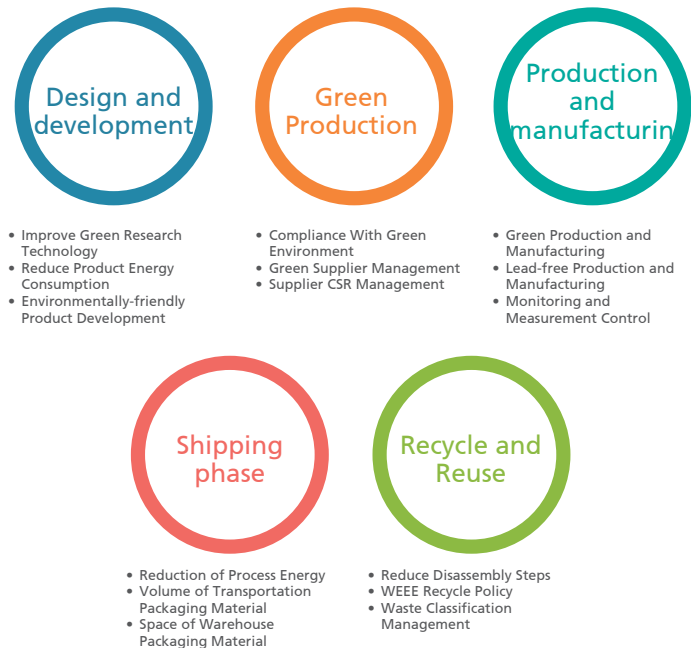 Design and
development
Green
Production
Production
and
manufacturin
• Improve Green Research
Technology
• Reduce Product Energy
Consumption
• Environmentally-friendly
Product Development
• Compliance With Green
Environment
• Green Supplier Management
• Supplier CSR Management
• Green Production and
Manufacturing
• Lead-free Production and
Manufacturing
• Monitoring and
Measurement Control
Shipping
phase
Recycle and
Reuse
• Reduction of Process Energy
• Volume of Transportation
Packaging Material
• Space of Warehouse
Packaging Material
• Reduce Disassembly Steps
• WEEE Recycle Policy
• Waste Classification
Management